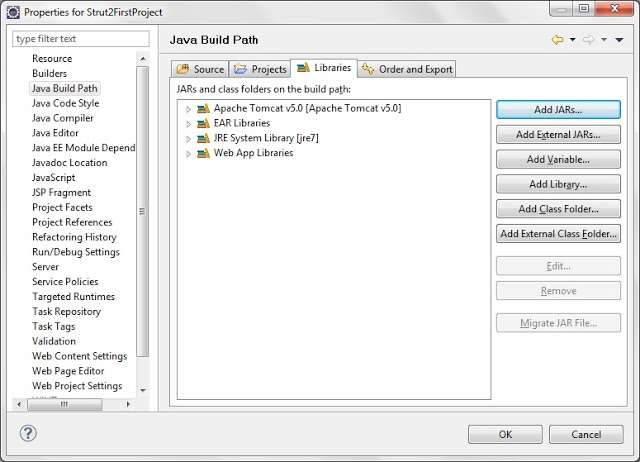 Properties for Strut2FirstProject
type filter text
Resource
Builders
Java Build Path
Java Code Style
Java Compiler
Java Editor
Java EE Module Depend
Javadoc Location
JavaScript
JSP Fragment
Project Facets
Project References
Refactoring History
Run/Debug Settings
Server
Service Policies
Targeted Runtimes
Task Repository
Task Tags
Validation
Web Content Settings
Web Page Editor
Web Project Settings
Java Build Path
Source
Projects
Libraries
Order and Export
JARs and class folders on the build path:
Apache Tomcat v5.0 [Apache Tomcat v5.0]
EAR Libraries
JRE System Library [jre7]
Web App Libraries
Add JARs...
Add External JARs...
Add Variable...
Add Library...
Add Class Folder...
Add External Class Folder...
Edit...
Remove
Migrate JAR File...
?
OK
Cancel